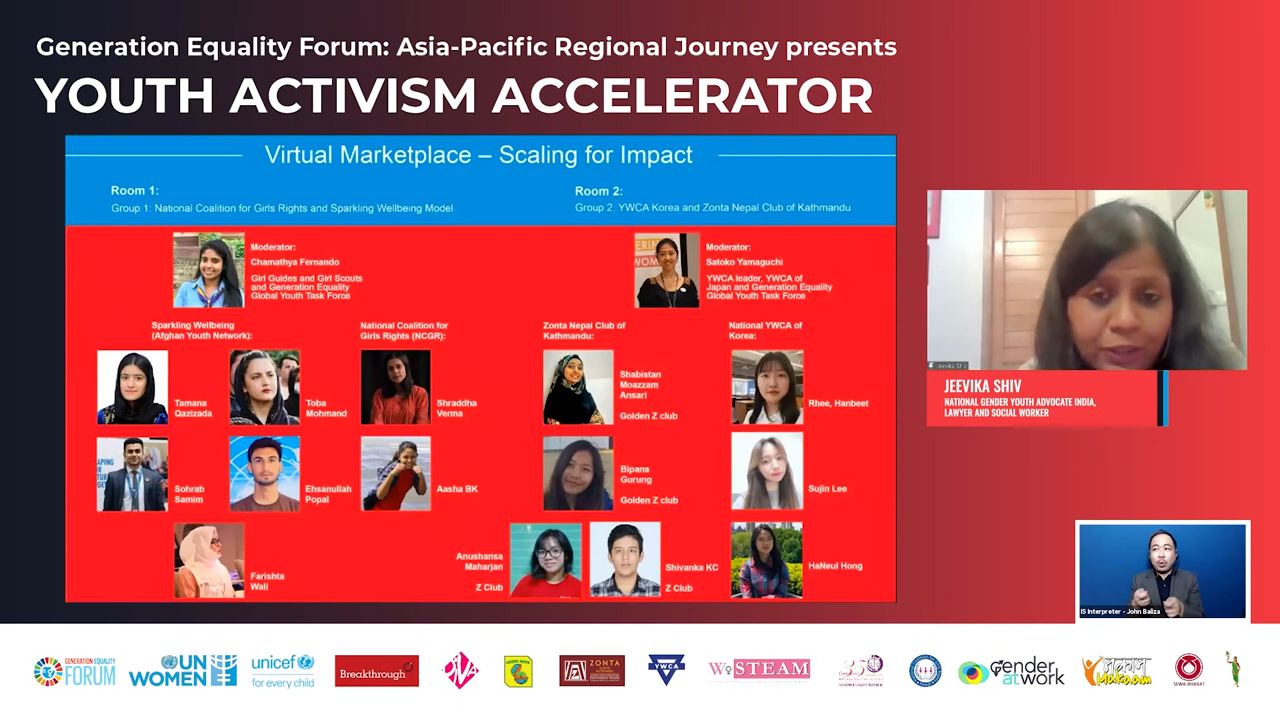 Generation Equality Forum: Asia-Pacific Regional Journey presents
YOUTH ACTIVISM ACCELERATOR
Virtual Marketplace – Scaling for Impact
Room 1:
Group 1: National Coalition for Girls Rights and Sparkling Wellbeing Model
Room 2:
Group 2: YWCA Korea and Zonta Nepal Club of Kathmandu
Moderator:
Chamathya Fernando
Girl Guides and Girl Scouts
and Generation Equality
Global Youth Task Force
Moderator:
Satoko Yamaguchi
YWCA leader, YWCA of
Japan and Generation Equality
Global Youth Task Force
Sparkling Wellbeing
(Afghan Youth Network):
National Coalition for
Girls Rights (NCGR):
Zonta Nepal Club of
Kathmandu:
National YWCA of
Korea:
Tamana
Qazizada
Toba
Mohmand
Shraddha
Verma
Shabistan
Moazzam
Ansari
Golden Z club
Rhee, Hanbeet
Sohrab
Samim
Ehsanullah
Popal
Aasha BK
Bipana
Gurung
Golden Z club
Sujin Lee
Farishta
Wali
Anushansa
Maharjan
Z Club
Shivanka KC
Z Club
HaNeul Hong
JEEVIKA SHIV
NATIONAL GENDER YOUTH ADVOCATE INDIA,
LAWYER AND SOCIAL WORKER
IS Interpreter - John Baliza
GENERATION EQUALITY
FORUM
UN
WOMEN
unicef
for every child
Breakthrough
ZONTA
YWCA
WSTEAM
35
gender
at work
Makaam
SEWA BHARAT